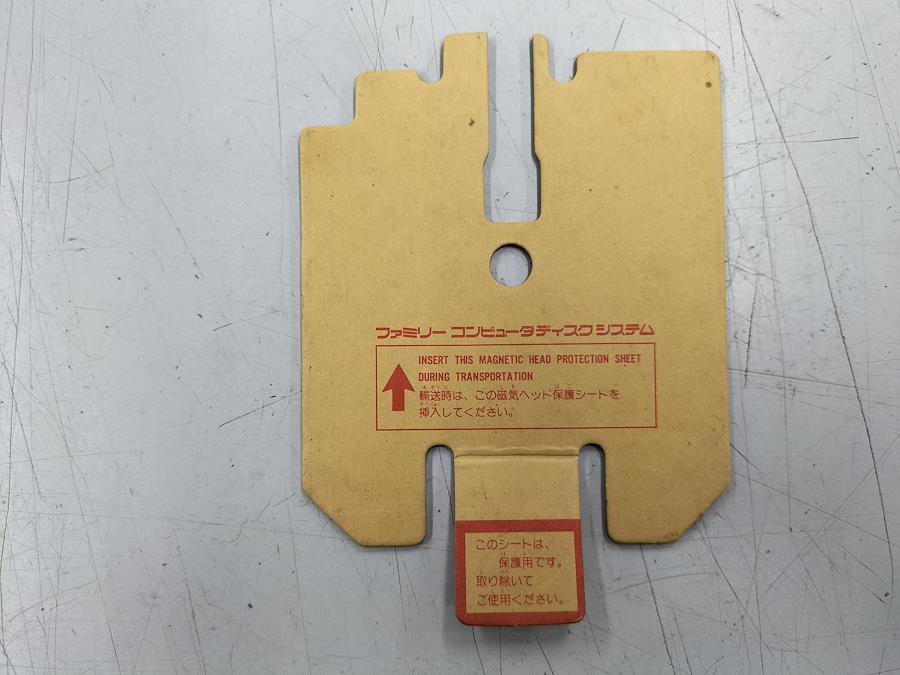 ファミリー コンピュータ ディスクシステム
INSERT THIS MAGNETIC HEAD PROTECTION SHEET
DURING TRANSPORTATION
輸送時は、この磁気ヘッド保護シートを
挿入してください。
このシートは、
保護用です。
取り除いて
ご使用ください。